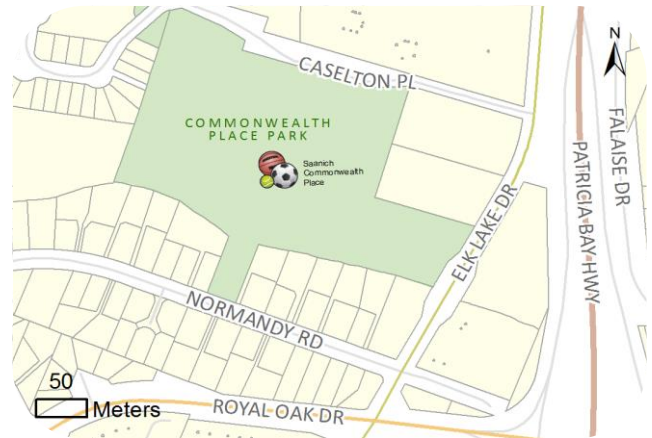 N
CASELTON PL
COMMONWEALTH
PLACE PARK
Saanich
Commonwealth
Place
FALAISE DR
PATRICIA BAY HWY
ELK LAKE DR
NORMANDY RD
50
Meters
ROYAL OAK DR